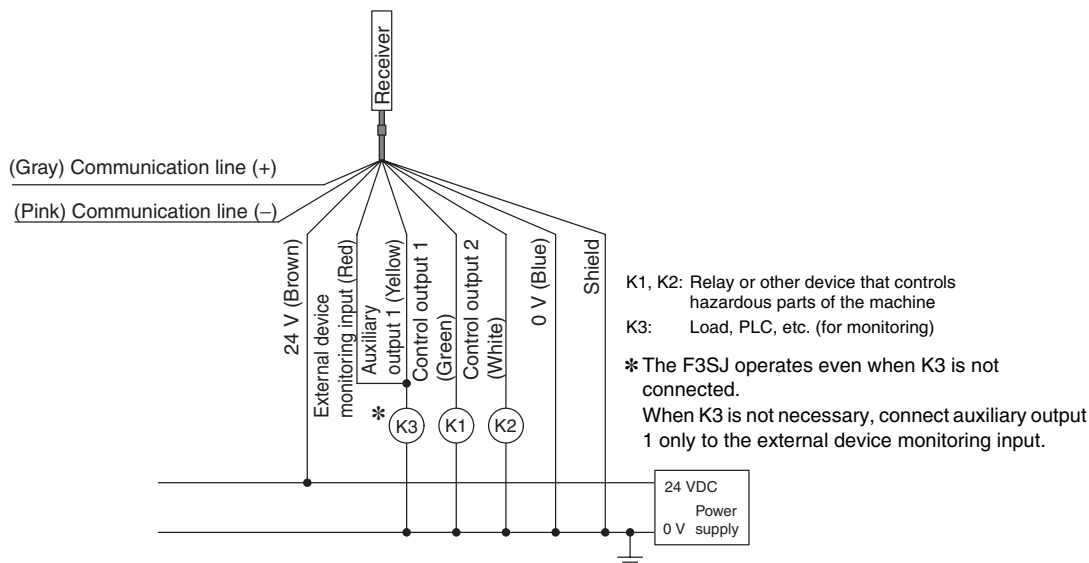 Receiver
(Gray) Communication line (+)
(Pink) Communication line (−)
24 V (Brown)
External device
monitoring input (Red)
Auxiliary
output 1 (Yellow)
Control output 1
(Green)
Control output 2
(White)
0 V (Blue)
Shield
K1, K2: Relay or other device that controls
hazardous parts of the machine
K3: Load, PLC, etc. (for monitoring)
✻ The F3SJ operates even when K3 is not
connected.
When K3 is not necessary, connect auxiliary output
1 only to the external device monitoring input.
✻
K3
K1
K2
24 VDC
Power
0 V supply